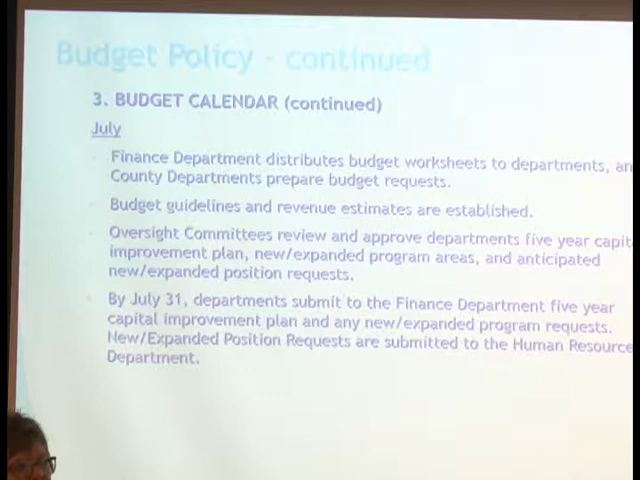 Budget Policy - continued
3. BUDGET CALENDAR (continued)
July
Finance Department distributes budget worksheets to departments, an
County Departments prepare budget requests.
Budget guidelines and revenue estimates are established.
Oversight Committees review and approve departments five year capit
improvement plan, new/expanded program areas, and anticipated
new/expanded position requests.
By July 31, departments submit to the Finance Department five year
capital improvement plan and any new/expanded program requests.
New/Expanded Position Requests are submitted to the Human Resource
Department.